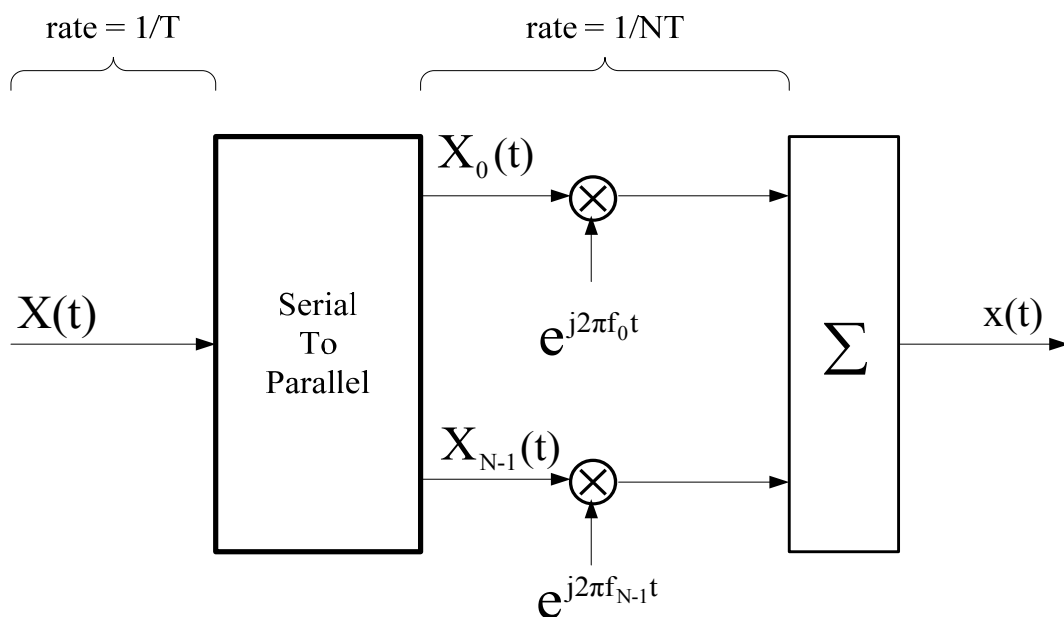 rate = 1/T
rate = 1/NT
X₀(t)
X(t)
Serial
To
Parallel
e^{j2πf₀t}
Σ
x(t)
X_{N-1}(t)
e^{j2πf_{N-1}t}